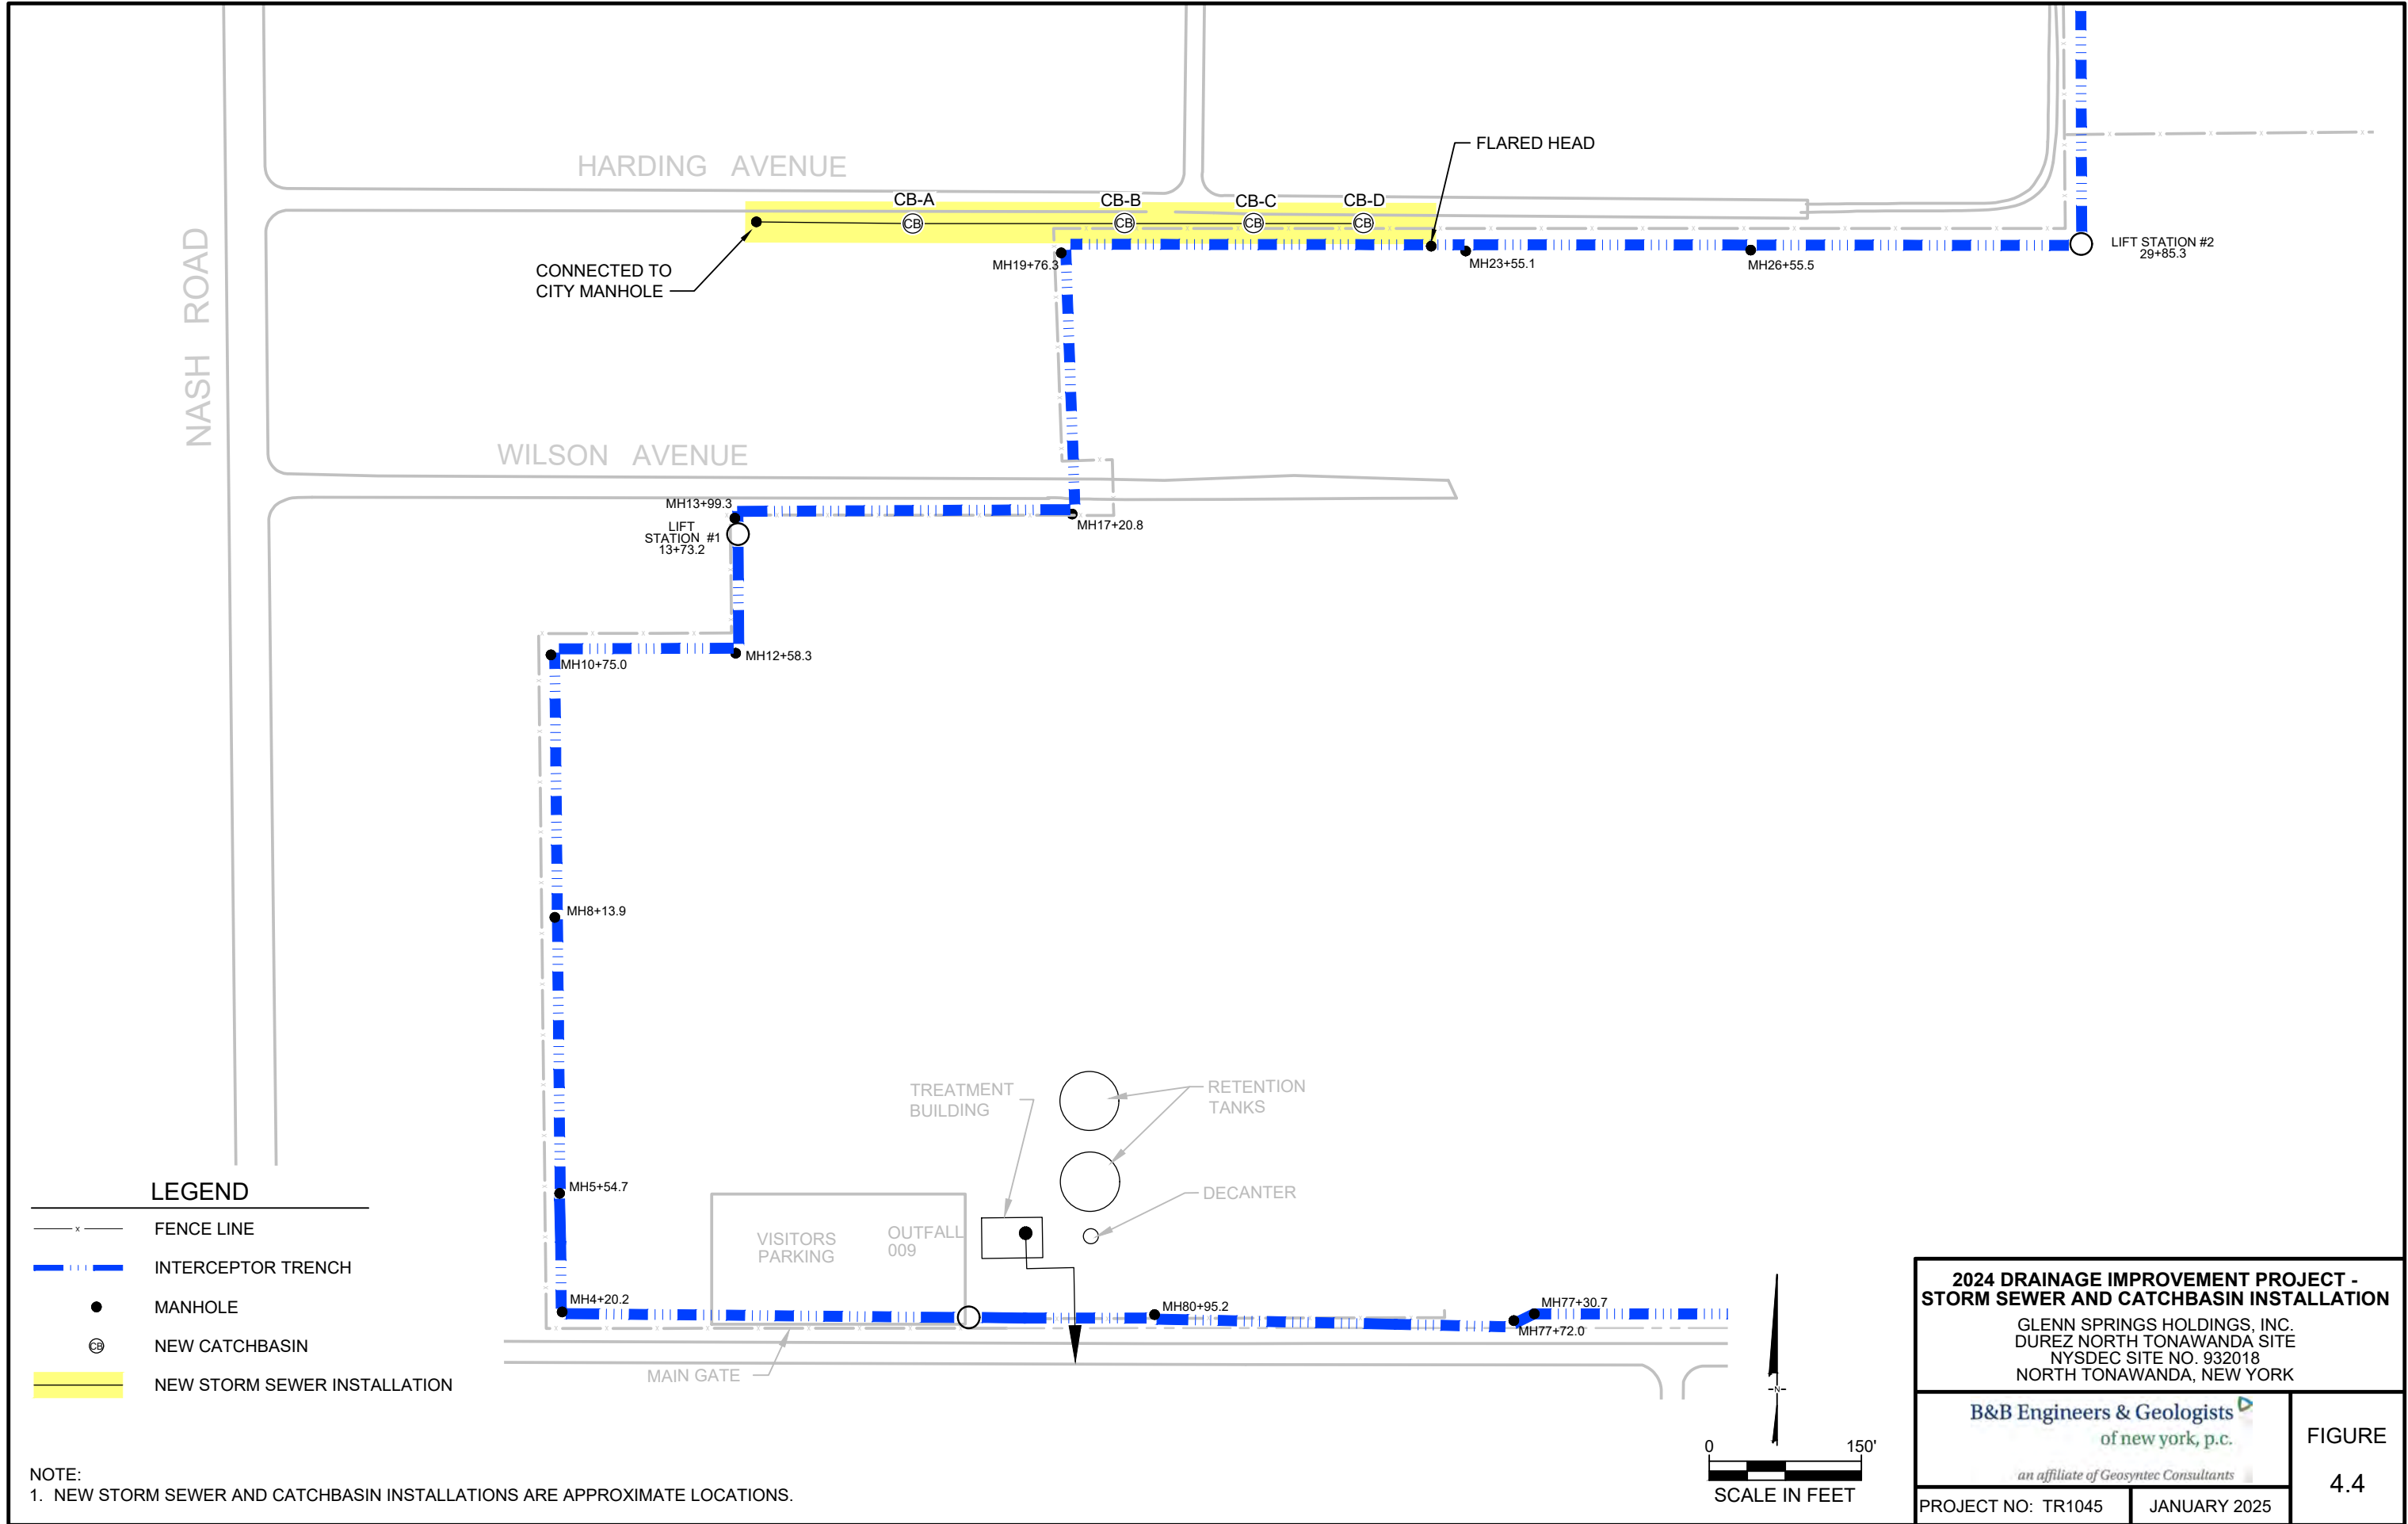 FLARED HEAD
HARDING AVENUE
CB-A
CB-B
CB-C
CB-D
CB
CB
CB
CB
NASH ROAD
CONNECTED TO
CITY MANHOLE
MH19+76.3
MH23+55.1
MH26+55.5
LIFT STATION #2
29+85.3
WILSON AVENUE
MH13+99.3
LIFT
STATION #1
13+73.2
MH17+20.8
MH10+75.0
MH12+58.3
MH8+13.9
TREATMENT
BUILDING
RETENTION
TANKS
MH5+54.7
DECANTER
VISITORS
PARKING
OUTFALL
009
MH4+20.2
MH80+95.2
MH77+30.7
MH77+72.0
MAIN GATE
LEGEND
x
FENCE LINE
INTERCEPTOR TRENCH
MANHOLE
CB
NEW CATCHBASIN
NEW STORM SEWER INSTALLATION
NOTE:
1. NEW STORM SEWER AND CATCHBASIN INSTALLATIONS ARE APPROXIMATE LOCATIONS.
N
0
150'
SCALE IN FEET
2024 DRAINAGE IMPROVEMENT PROJECT -
STORM SEWER AND CATCHBASIN INSTALLATION
GLENN SPRINGS HOLDINGS, INC.
DUREZ NORTH TONAWANDA SITE
NYSDEC SITE NO. 932018
NORTH TONAWANDA, NEW YORK
B&B Engineers & Geologists
of new york, p.c.
an affiliate of Geosyntec Consultants
FIGURE
4.4
PROJECT NO: TR1045
JANUARY 2025